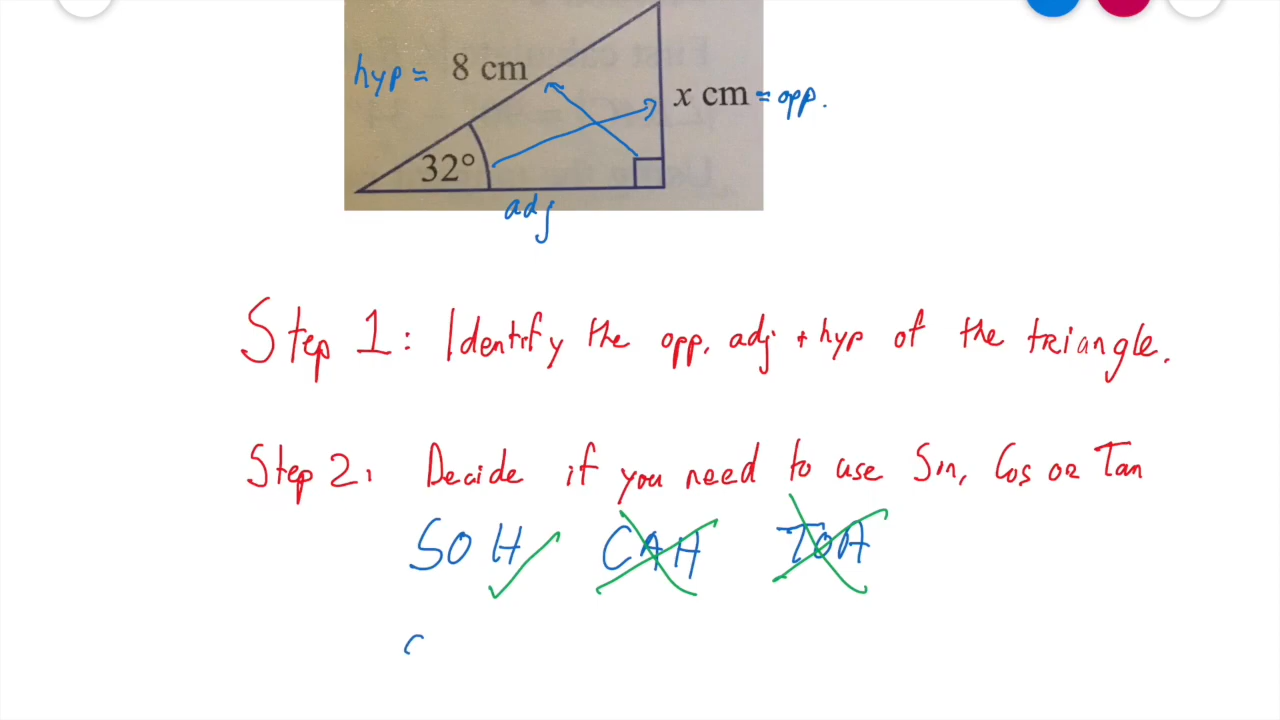 hyp = 8 cm
x cm = opp.
32°
adj
Step 1: Identify the opp, adj + hyp of the triangle.
Step 2: Decide if you need to use Sin, Cos or Tan
SOH CAH TOA